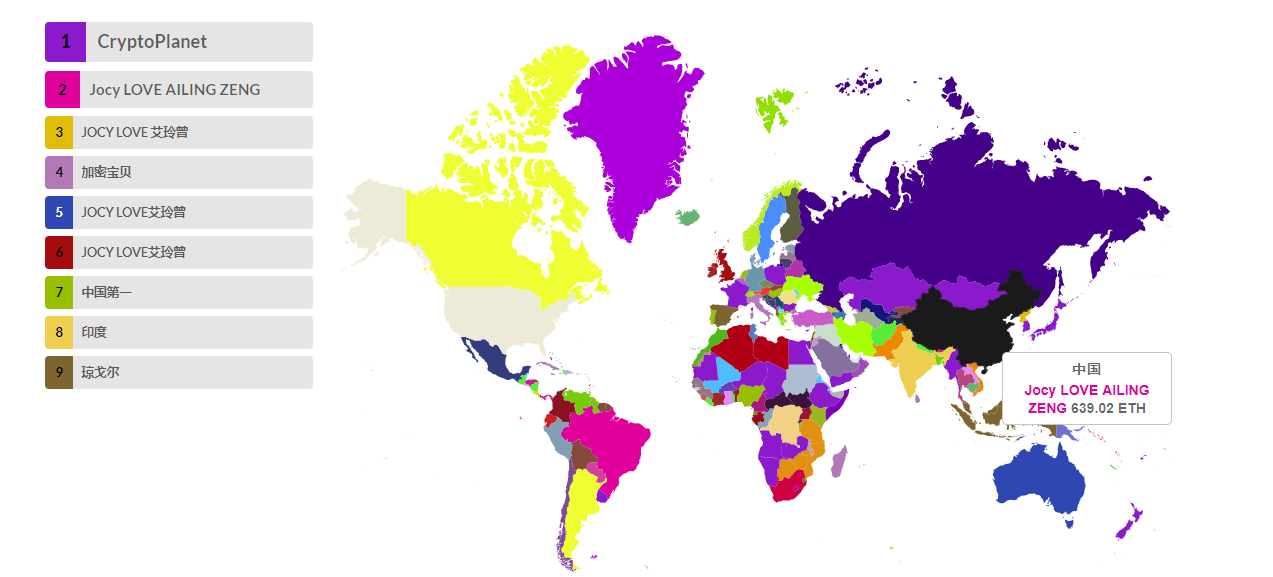 1 CryptoPlanet
2 Jocy LOVE AILING ZENG
3 JOCY LOVE 艾玲曾
4 加密宝贝
5 JOCY LOVE艾玲曾
6 JOCY LOVE艾玲曾
7 中国第一
8 印度
9 琼戈尔
中国
Jocy LOVE AILING
ZENG 639.02 ETH